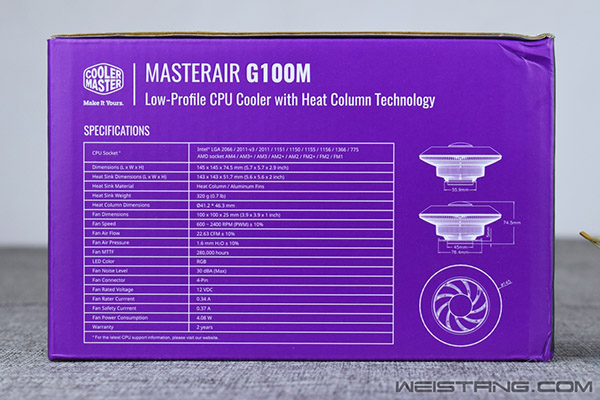 COOLER
MASTER
Make It Yours.
MASTERAIR G100M
Low-Profile CPU Cooler with Heat Column Technology
SPECIFICATIONS
CPU Socket* Intel® LGA 2066 / 2011-v3 / 2011 / 1151 / 1150 / 1155 / 1156 / 1366 / 775
AMD socket AM4 / AM3+ / AM3 / AM2+ / AM2 / FM2+ / FM2 / FM1
Dimensions (L x W x H) 145 x 145 x 74.5 mm (5.7 x 5.7 x 2.9 inch)
Heat Sink Dimensions (L x W x H) 143 x 143 x 51.7 mm (5.6 x 5.6 x 2 inch)
Heat Sink Material Heat Column / Aluminum Fins
Heat Sink Weight 320 g (0.7 lb)
Heat Column Dimensions Ø41.2 * 46.3 mm
Fan Dimensions 100 x 100 x 25 mm (3.9 x 3.9 x 1 inch)
Fan Speed 600 ~ 2400 RPM (PWM) ± 10%
Fan Air Flow 22.63 CFM ± 10%
Fan Air Pressure 1.6 mm H₂O ± 10%
Fan MTTF 280,000 hours
LED Color RGB
Fan Noise Level 30 dBA (Max)
Fan Connector 4-Pin
Fan Rated Voltage 12 VDC
Fan Rater Current 0.34 A
Fan Safety Current 0.37 A
Fan Power Consumption 4.08 W
Warranty 2 years
* For the latest CPU support information, please visit our website.
55.9mm
74.5mm
45mm
76.4mm
WEISTANG.COM